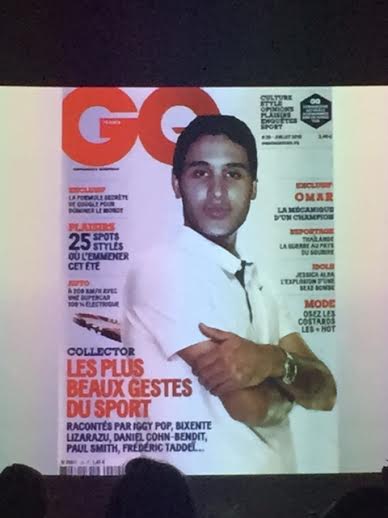 GQ
FRANCE
CULTURE
STYLE
OPINIONS
PLAISIRS
ENQUÊTES
SPORT
GQ
EXCLUSIF
LA FORMULE SECRÈTE
DE GOOGLE POUR
DOMINER LE MONDE
PLAISIRS
25 SPOTS
STYLÉS
OÙ L'EMMENER
CET ÉTÉ
AUTO
À 200 KM/H AVEC
UNE SUPERCAR
100 % ÉLECTRIQUE
COLLECTOR
LES PLUS
BEAUX GESTES
DU SPORT
RACONTÉS PAR IGGY POP, BIXENTE
LIZARAZU, DANIEL COHN-BENDIT,
PAUL SMITH, FRÉDÉRIC TADDEÏ...
EXCLUSIF
OMAR
LA MÉCANIQUE
D'UN CHAMPION
REPORTAGE
THAÏLANDE
LA GUERRE AU PAYS
DU SOURIRE
IDOLE
JESSICA ALBA
L'EXPLOSION D'UNE
SEXE BOMBE
MODE
OSEZ LES
COSTARDS
LES + HOT